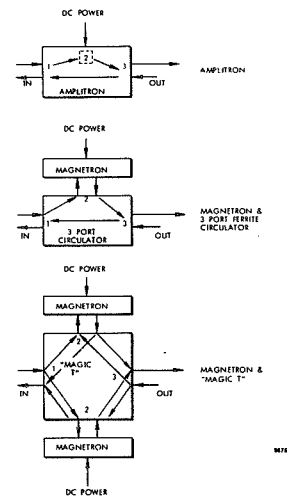 DC POWER
1
2
3
IN
OUT
AMPLITRON
AMPLITRON
DC POWER
MAGNETRON
2
1
3
IN
OUT
3 PORT
CIRCULATOR
MAGNETRON &
3 PORT FERRITE
CIRCULATOR
DC POWER
MAGNETRON
2
1
"MAGIC
T"
3
IN
OUT
2
MAGNETRON &
"MAGIC T"
MAGNETRON
DC POWER